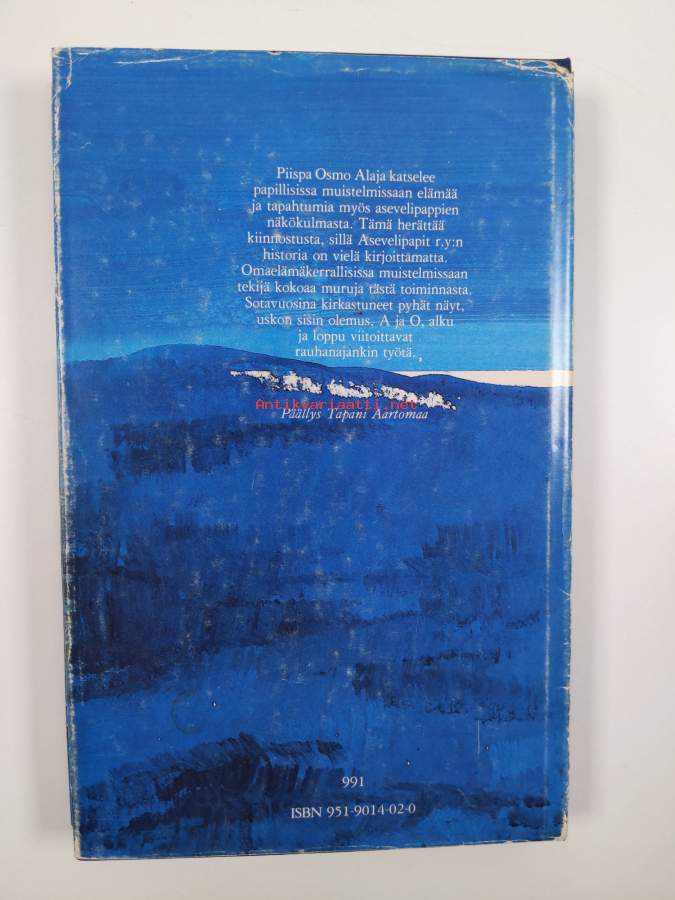 Piispa Osmo Alaja katselee
papillisissa muistelmissaan elämää
ja tapahtumia myös asevelipappien
näkökulmasta. Tämä herättää
kiinnostusta, sillä Asevelipapit r.y:n
historia on vielä kirjoittamatta.
Omaelämäkerrallisissa muistelmissaan
tekijä kokoaa muruja tästä toiminnasta.
Sotavuosina kirkastuneet pyhät näyt,
uskon sisin olemus, A ja O, alku
ja loppu viitoittavat
rauhanajankin työtä.
Antikvariaatti.net
Päällys Tapani Aartomaa
991
ISBN 951-9014-02-0